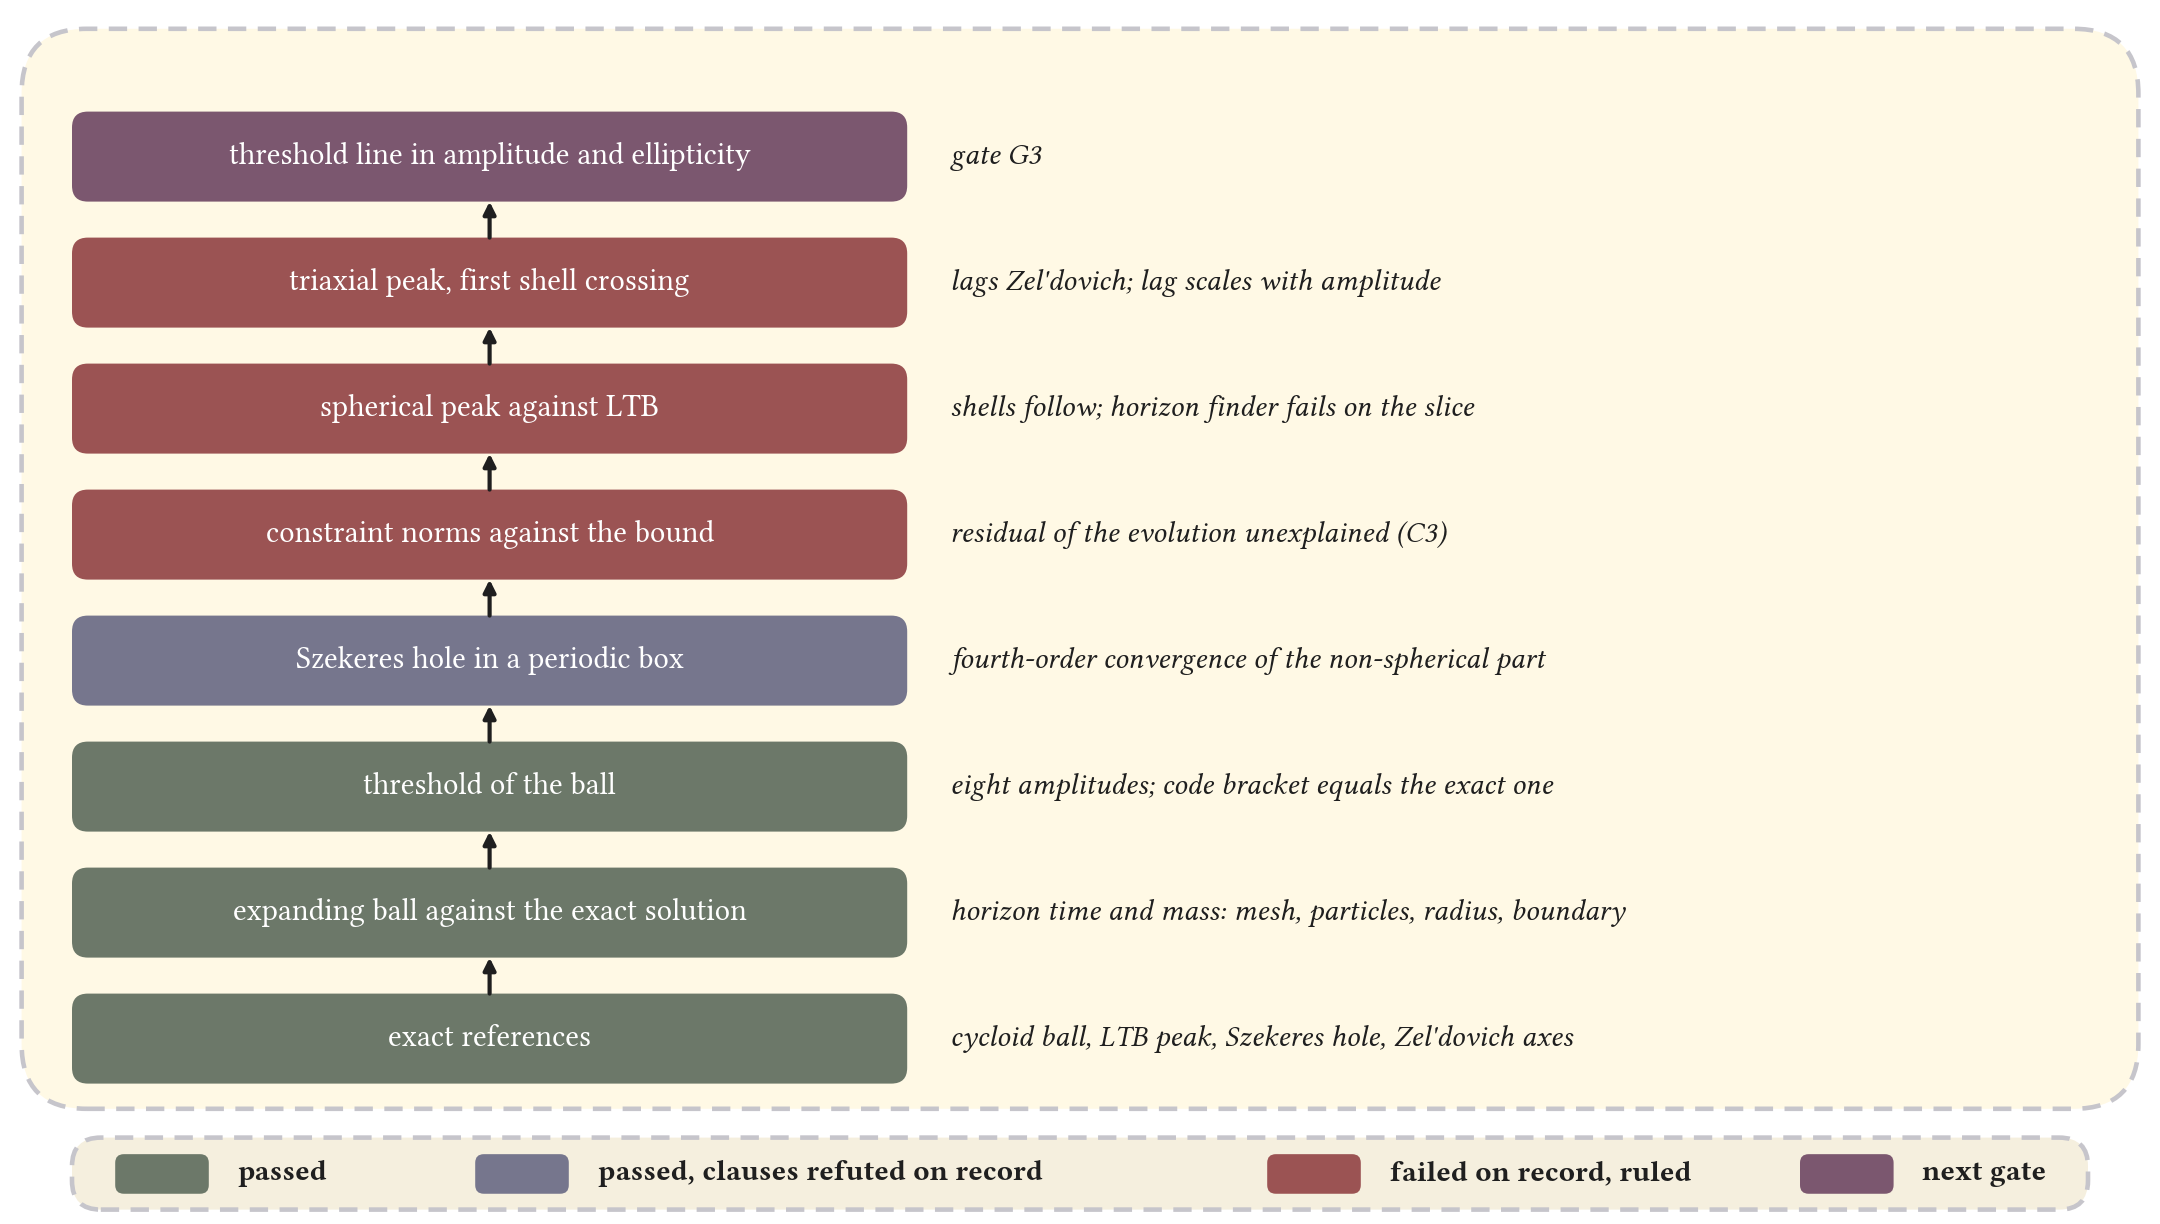 threshold line in amplitude and ellipticity
gate G3
triaxial peak, first shell crossing
lags Zel'dovich; lag scales with amplitude
spherical peak against LTB
shells follow; horizon finder fails on the slice
constraint norms against the bound
residual of the evolution unexplained (C3)
Szekeres hole in a periodic box
fourth-order convergence of the non-spherical part
threshold of the ball
eight amplitudes; code bracket equals the exact one
expanding ball against the exact solution
horizon time and mass: mesh, particles, radius, boundary
exact references
cycloid ball, LTB peak, Szekeres hole, Zel'dovich axes
passed
passed, clauses refuted on record
failed on record, ruled
next gate